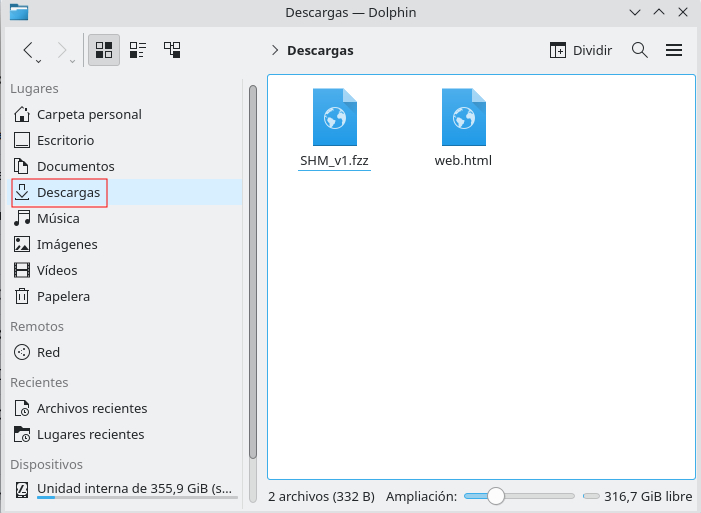 Descargas — Dolphin
Descargas
Dividir
Lugares
Carpeta personal
Escritorio
Documentos
Descargas
Música
Imágenes
Vídeos
Papelera
Remotos
Red
Recientes
Archivos recientes
Lugares recientes
Dispositivos
Unidad interna de 355,9 GiB (s...
SHM_v1.fzz
web.html
2 archivos (332 B)
Ampliación:
316,7 GiB libre